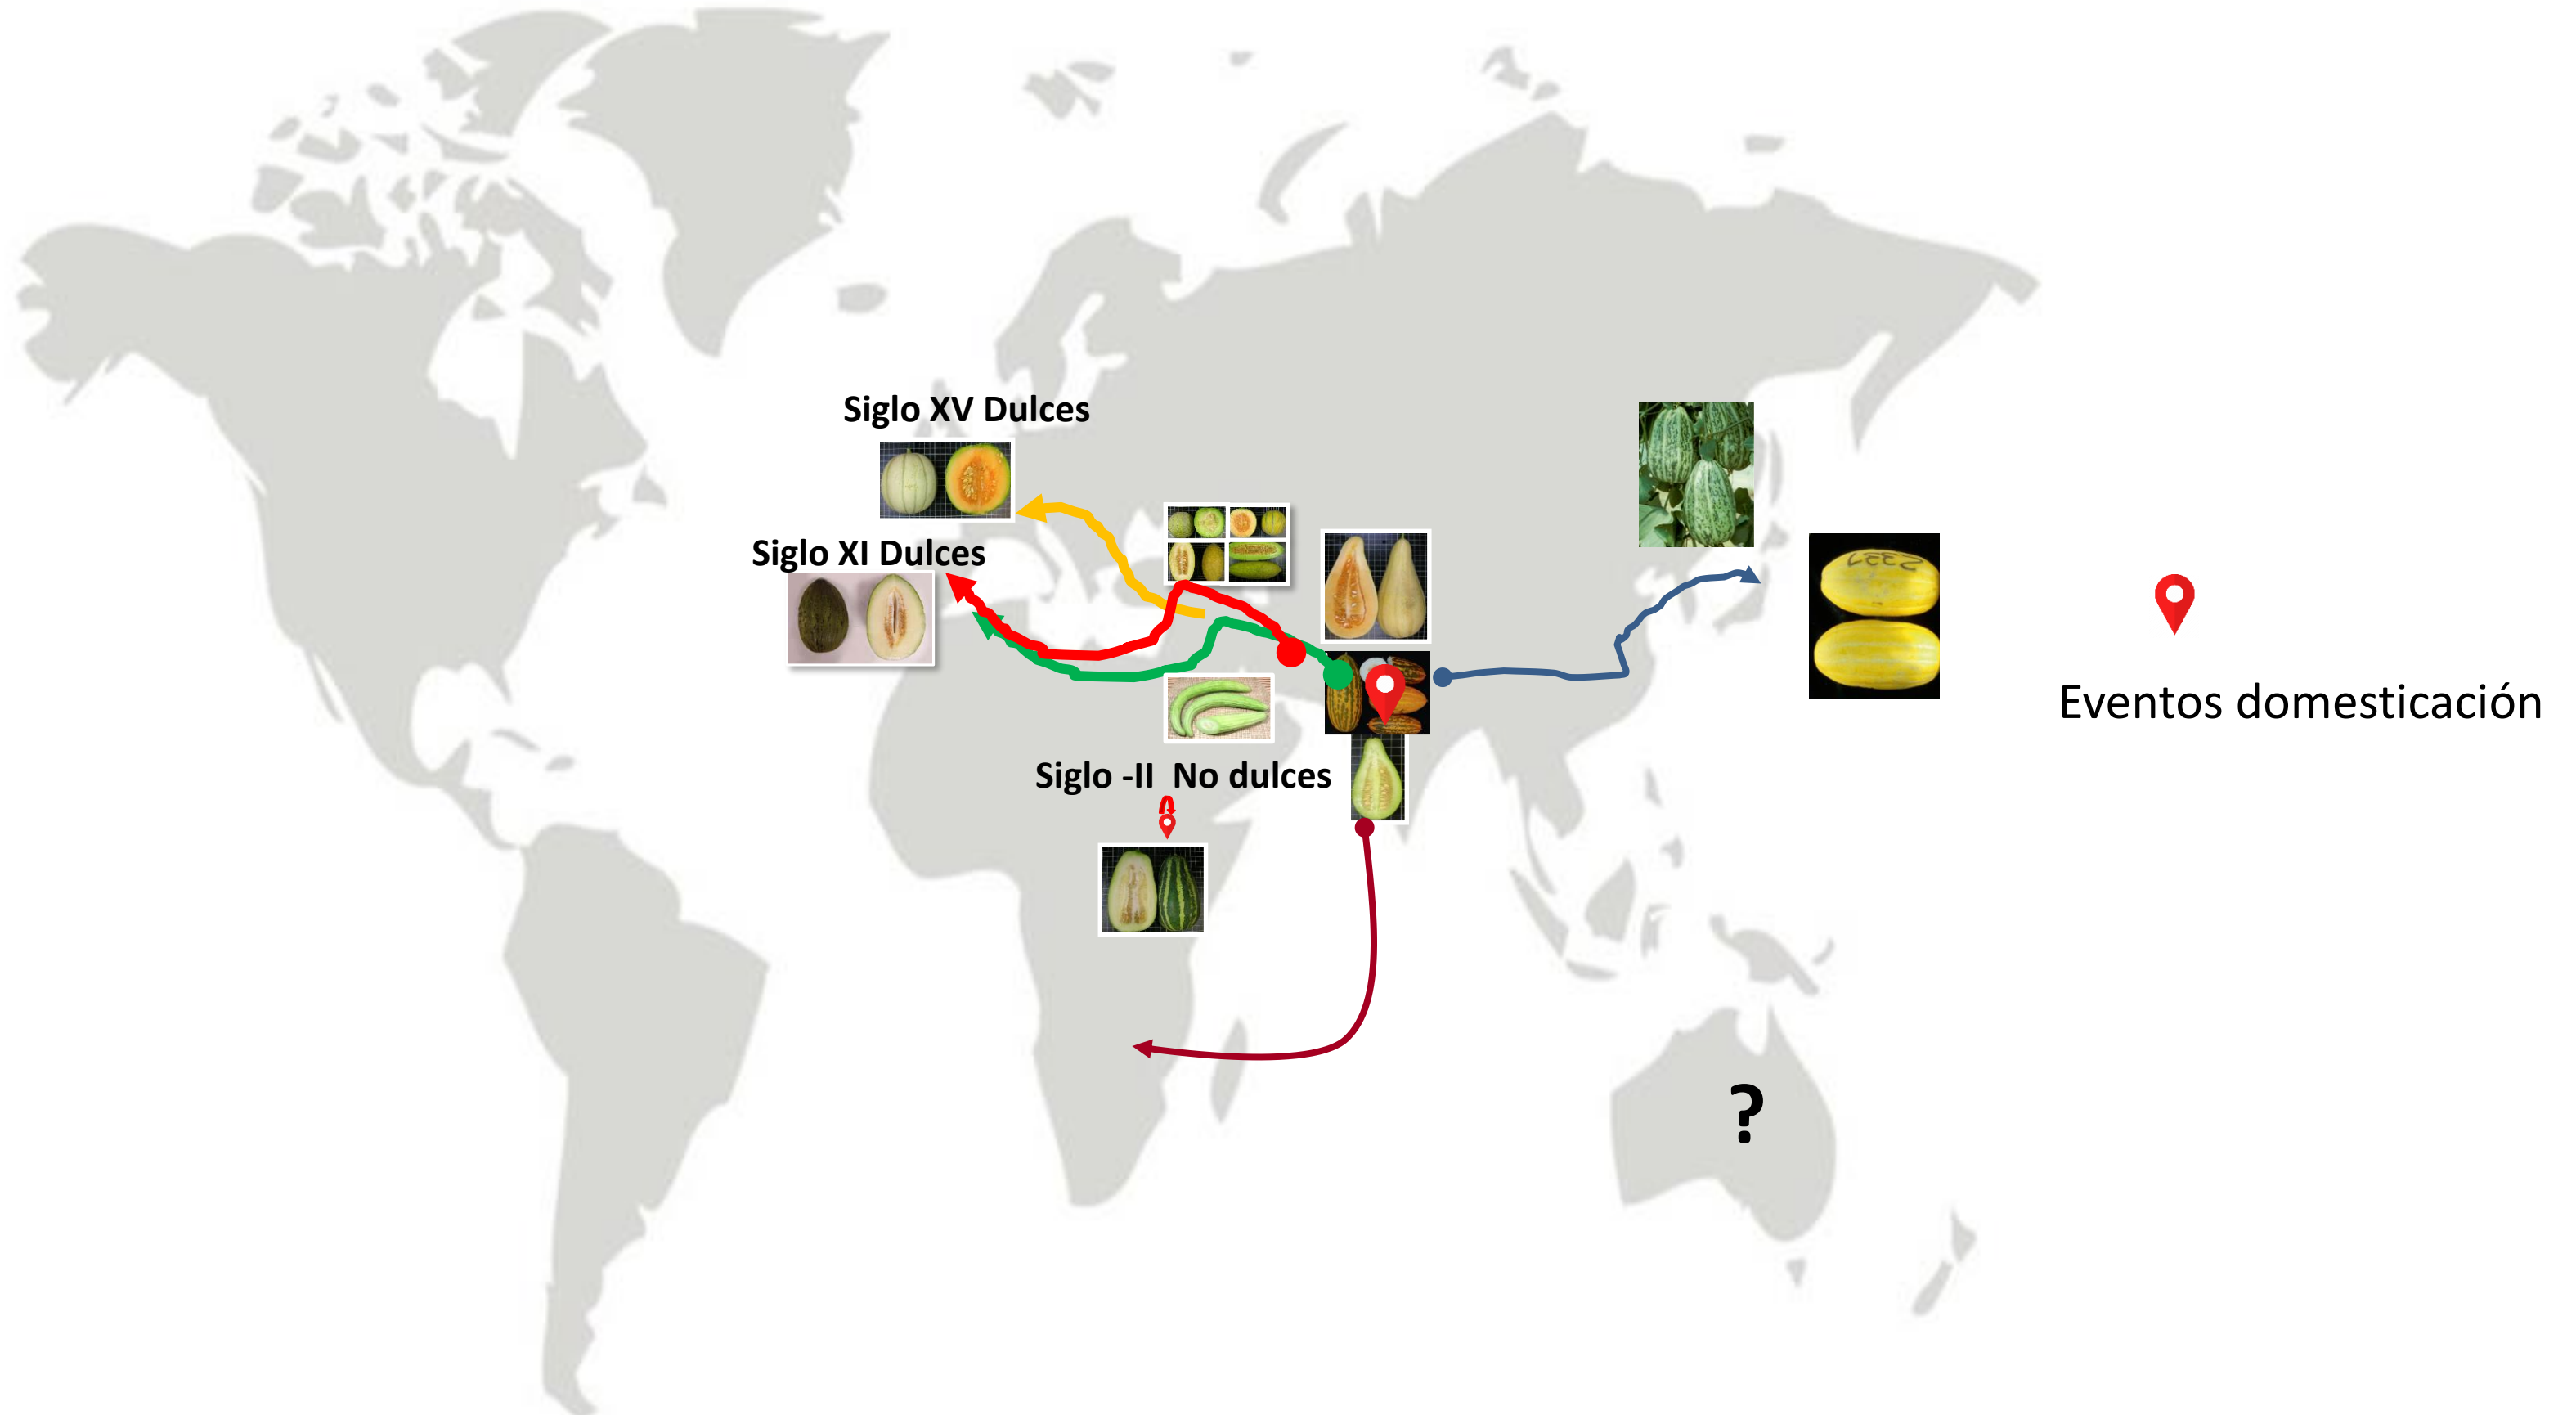 Siglo XV Dulces
Siglo XI Dulces
Eventos domesticación
Siglo -II  No dulces
?